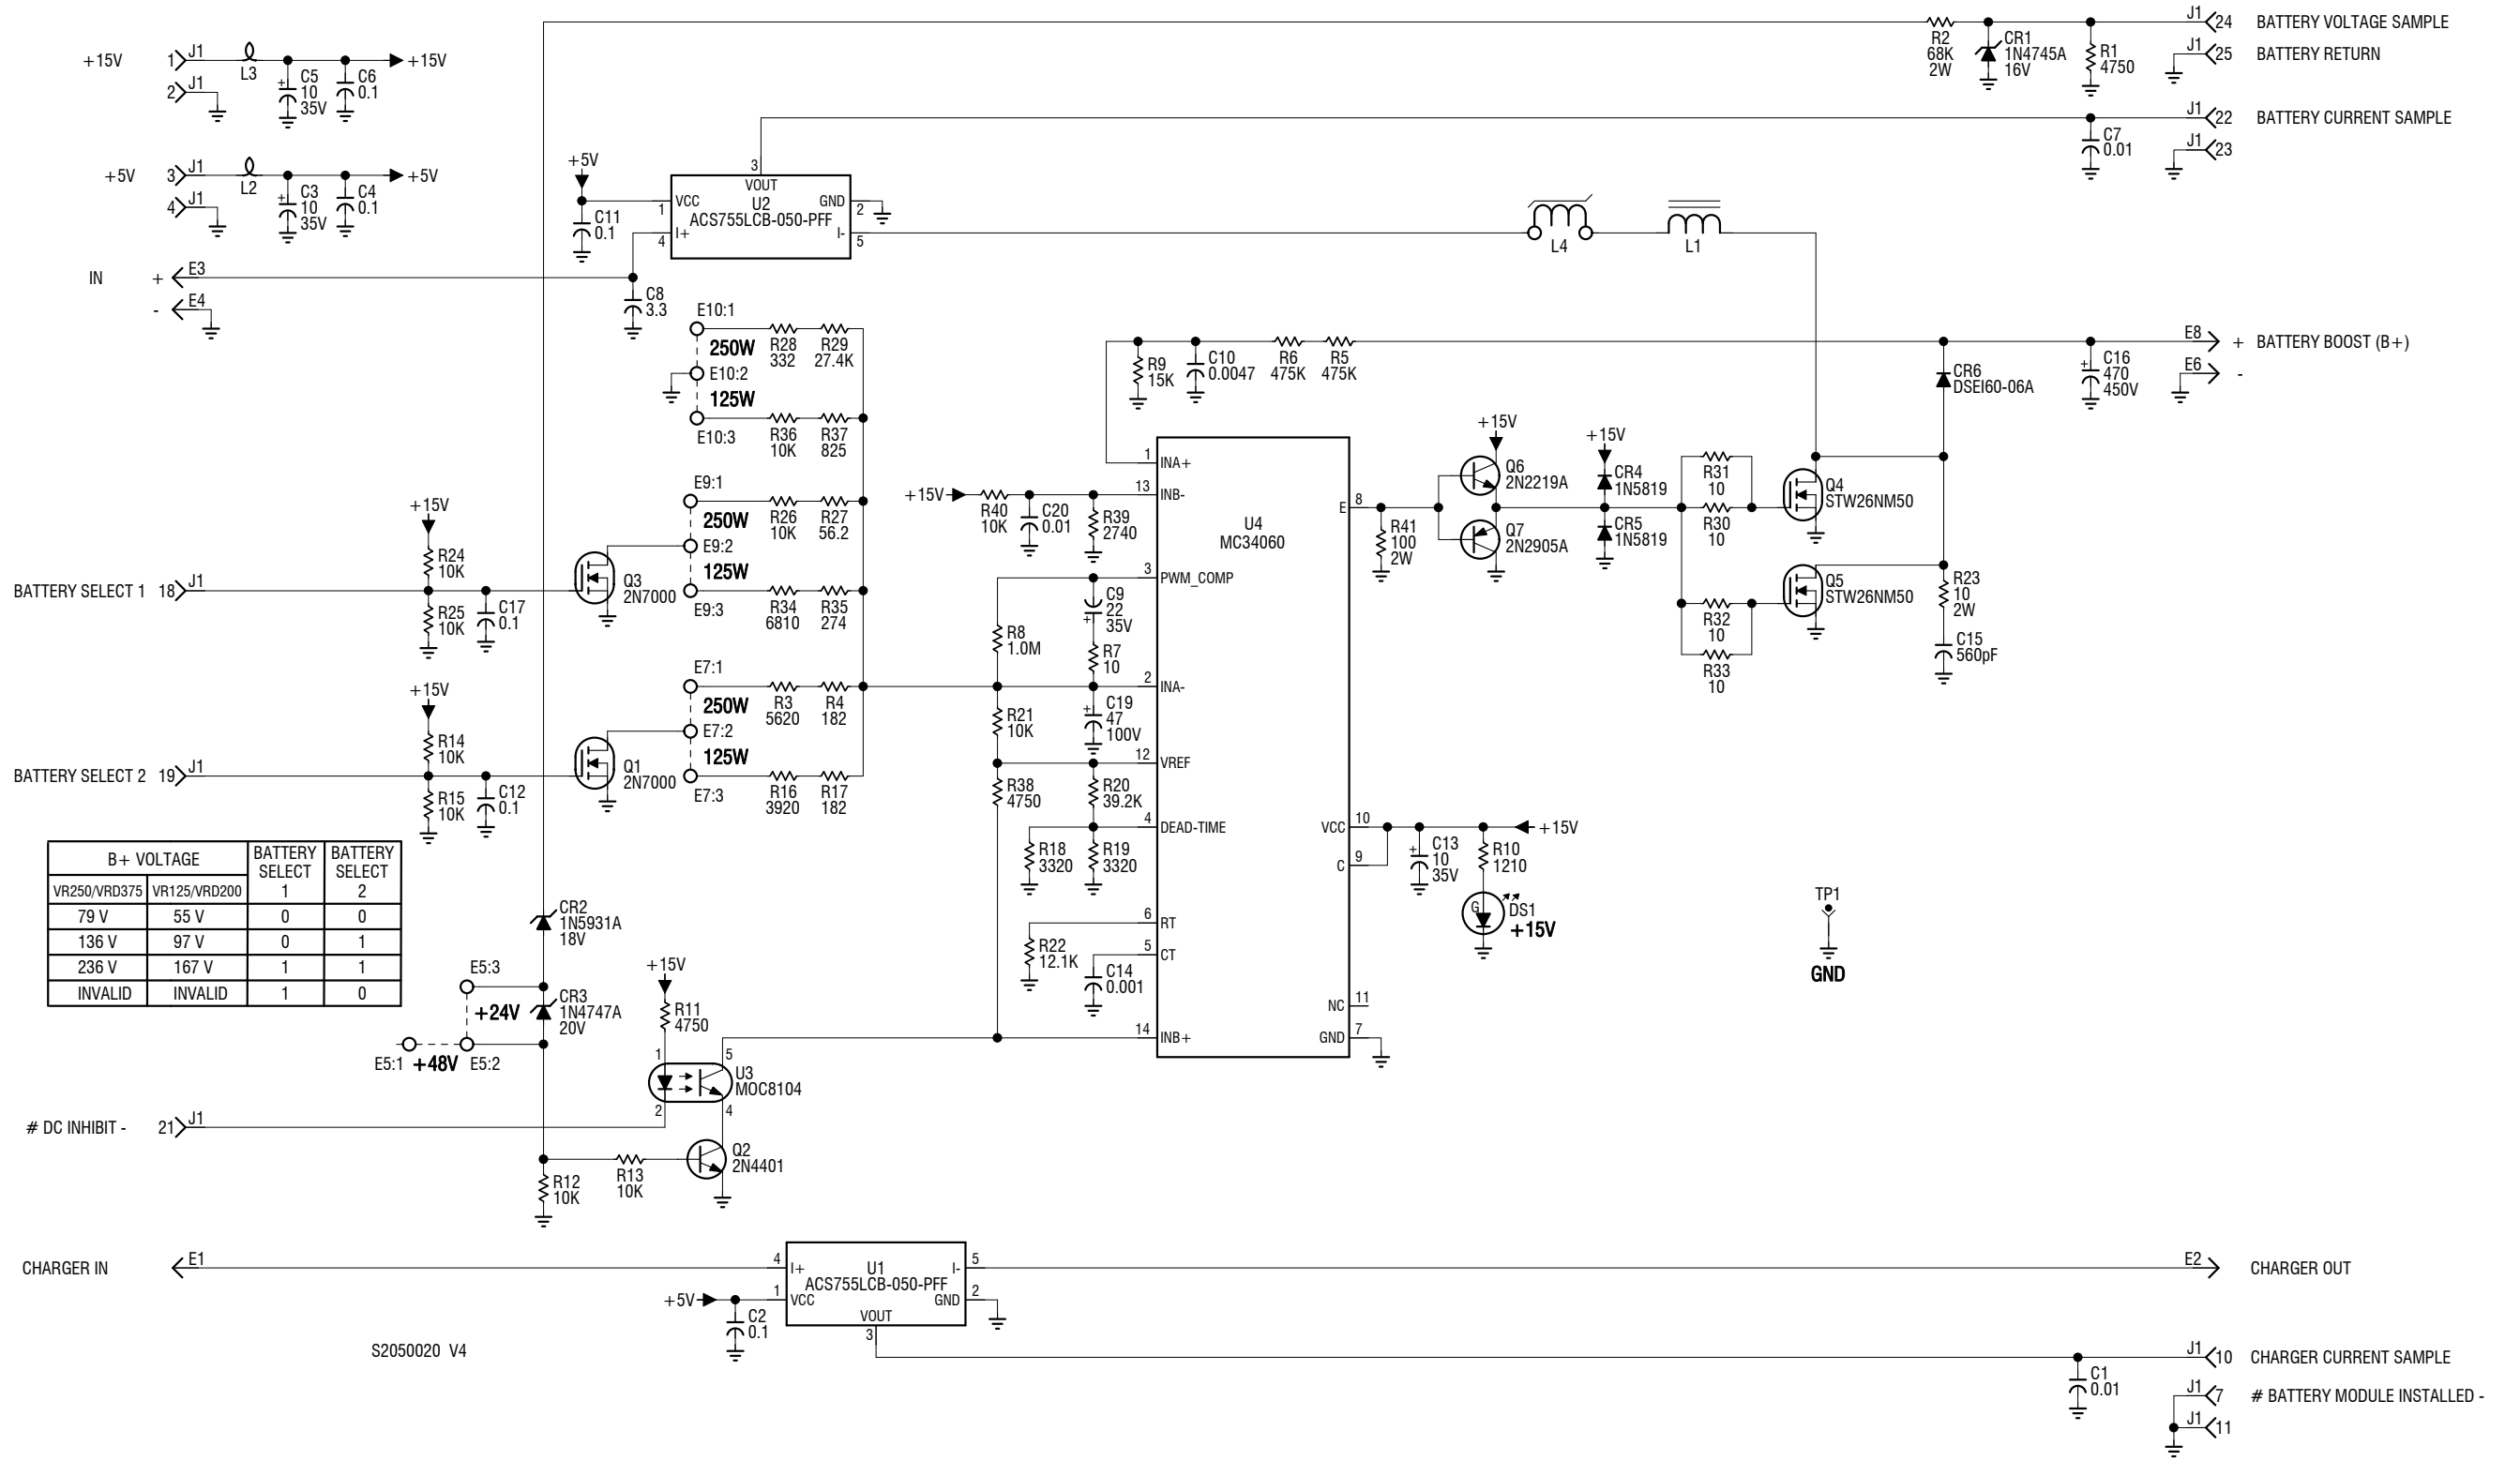 J1
24
BATTERY VOLTAGE SAMPLE
R2
68K
2W
CR1
1N4745A
16V
R1
4750
J1
25
BATTERY RETURN
+15V
1
J1
L3
C5
+
10
35V
C6
0.1
+15V
2
J1
J1
22
BATTERY CURRENT SAMPLE
C7
0.01
J1
23
+5V
3
J1
L2
C3
+
10
35V
C4
0.1
+5V
4
J1
+5V
C11
0.1
3
VOUT
U2
ACS755LCB-050-PFF
1
VCC
GND
2
4
I+
I-
5
L4
L1
IN
+
E3
-
E4
C8
3.3
E10:1
250W
E10:2
125W
E10:3
R28
332
R29
27.4K
R36
10K
R37
825
R9
15K
C10
0.0047
R6
475K
R5
475K
E8
+
BATTERY BOOST (B+)
E6
-
CR6
DSEI60-06A
C16
+
470
450V
E9:1
250W
E9:2
125W
E9:3
R26
10K
R27
56.2
R34
6810
R35
274
+15V
R24
10K
BATTERY SELECT 1
18
J1
R25
10K
C17
0.1
Q3
2N7000
+15V
R40
10K
C20
0.01
R39
2740
1
INA+
13
INB-
U4
MC34060
E
8
R41
100
2W
+15V
Q6
2N2219A
Q7
2N2905A
+15V
CR4
1N5819
CR5
1N5819
R31
10
R30
10
Q4
STW26NM50
R32
10
R33
10
Q5
STW26NM50
R23
10
2W
C15
560pF
3
PWM_COMP
C9
22
35V
+
R8
1.0M
R7
10
2
INA-
R21
10K
C19
+
47
100V
12
VREF
R38
4750
R20
39.2K
4
DEAD-TIME
R18
3320
R19
3320
6
RT
R22
12.1K
5
CT
C14
0.001
14
INB+
VCC
10
C
9
C13
+
10
35V
R10
1210
+15V
G
DS1
+15V
NC
11
GND
7
TP1
GND
+15V
R14
10K
BATTERY SELECT 2
19
J1
R15
10K
C12
0.1
Q1
2N7000
E7:1
250W
E7:2
125W
E7:3
R3
5620
R4
182
R16
3920
R17
182
B+ VOLTAGE
BATTERY SELECT 1
BATTERY SELECT 2
VR250/VRD375
VR125/VRD200
79 V 55 V 0 0
136 V 97 V 0 1
236 V 167 V 1 1
INVALID INVALID 1 0
CR2
1N5931A
18V
E5:3
+24V
CR3
1N4747A
20V
E5:1
+48V
E5:2
+15V
R11
4750
1
5
U3
MOC8104
2
4
# DC INHIBIT -
21
J1
Q2
2N4401
R13
10K
R12
10K
CHARGER IN
E1
4
I+
U1
ACS755LCB-050-PFF
I-
5
E2
CHARGER OUT
+5V
1
VCC
GND
2
C2
0.1
VOUT
3
S2050020 V4
J1
10
CHARGER CURRENT SAMPLE
C1
0.01
J1
7
# BATTERY MODULE INSTALLED -
J1
11